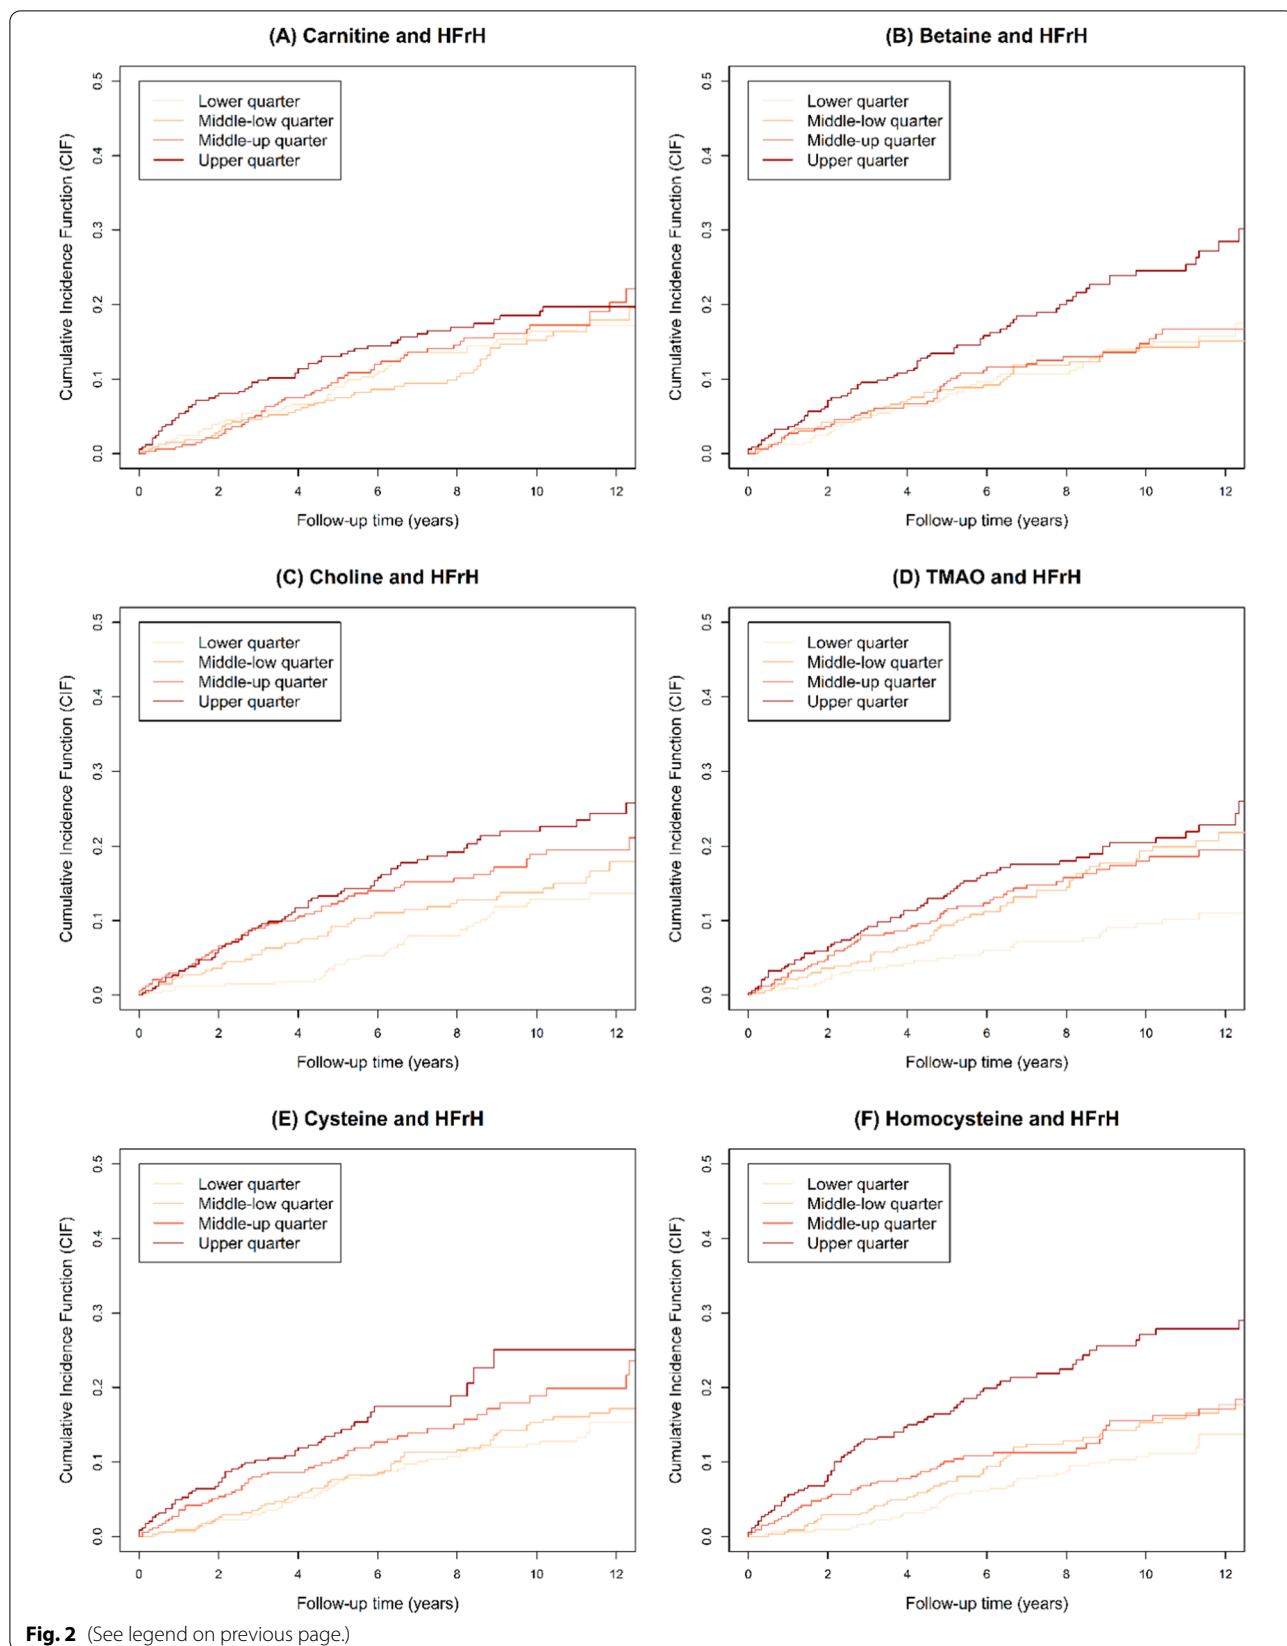 (A) Carnitine and HFrH
Cumulative Incidence Function (CIF)
0.5
0.4
0.3
0.2
0.1
0.0
Lower quarter
Middle-low quarter
Middle-up quarter
Upper quarter
0 2 4 6 8 10 12
Follow-up time (years)
(B) Betaine and HFrH
Cumulative Incidence Function (CIF)
0.5
0.4
0.3
0.2
0.1
0.0
Lower quarter
Middle-low quarter
Middle-up quarter
Upper quarter
0 2 4 6 8 10 12
Follow-up time (years)
(C) Choline and HFrH
Cumulative Incidence Function (CIF)
0.5
0.4
0.3
0.2
0.1
0.0
Lower quarter
Middle-low quarter
Middle-up quarter
Upper quarter
0 2 4 6 8 10 12
Follow-up time (years)
(D) TMAO and HFrH
Cumulative Incidence Function (CIF)
0.5
0.4
0.3
0.2
0.1
0.0
Lower quarter
Middle-low quarter
Middle-up quarter
Upper quarter
0 2 4 6 8 10 12
Follow-up time (years)
(E) Cysteine and HFrH
Cumulative Incidence Function (CIF)
0.5
0.4
0.3
0.2
0.1
0.0
Lower quarter
Middle-low quarter
Middle-up quarter
Upper quarter
0 2 4 6 8 10 12
Follow-up time (years)
(F) Homocysteine and HFrH
Cumulative Incidence Function (CIF)
0.5
0.4
0.3
0.2
0.1
0.0
Lower quarter
Middle-low quarter
Middle-up quarter
Upper quarter
0 2 4 6 8 10 12
Follow-up time (years)
Fig. 2 (See legend on previous page.)